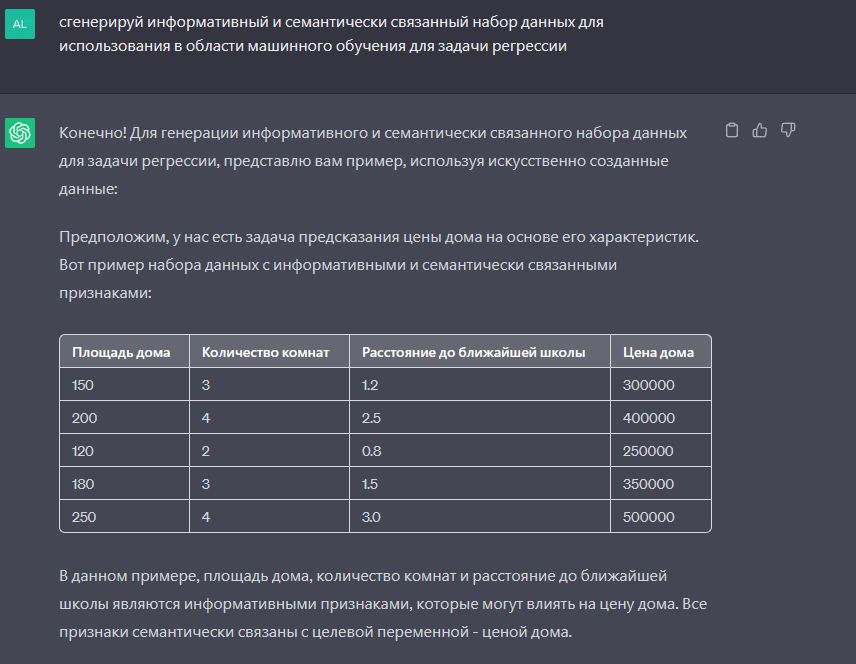 AL
сгенерируй информативный и семантически связанный набор данных для
использования в области машинного обучения для задачи регрессии
Конечно! Для генерации информативного и семантически связанного набора данных
для задачи регрессии, представлю вам пример, используя искусственно созданные
данные:
Предположим, у нас есть задача предсказания цены дома на основе его характеристик.
Вот пример набора данных с информативными и семантически связанными
признаками:
Площадь дома Количество комнат Расстояние до ближайшей школы Цена дома
150 3 1.2 300000
200 4 2.5 400000
120 2 0.8 250000
180 3 1.5 350000
250 4 3.0 500000
В данном примере, площадь дома, количество комнат и расстояние до ближайшей
школы являются информативными признаками, которые могут влиять на цену дома. Все
признаки семантически связаны с целевой переменной - ценой дома.